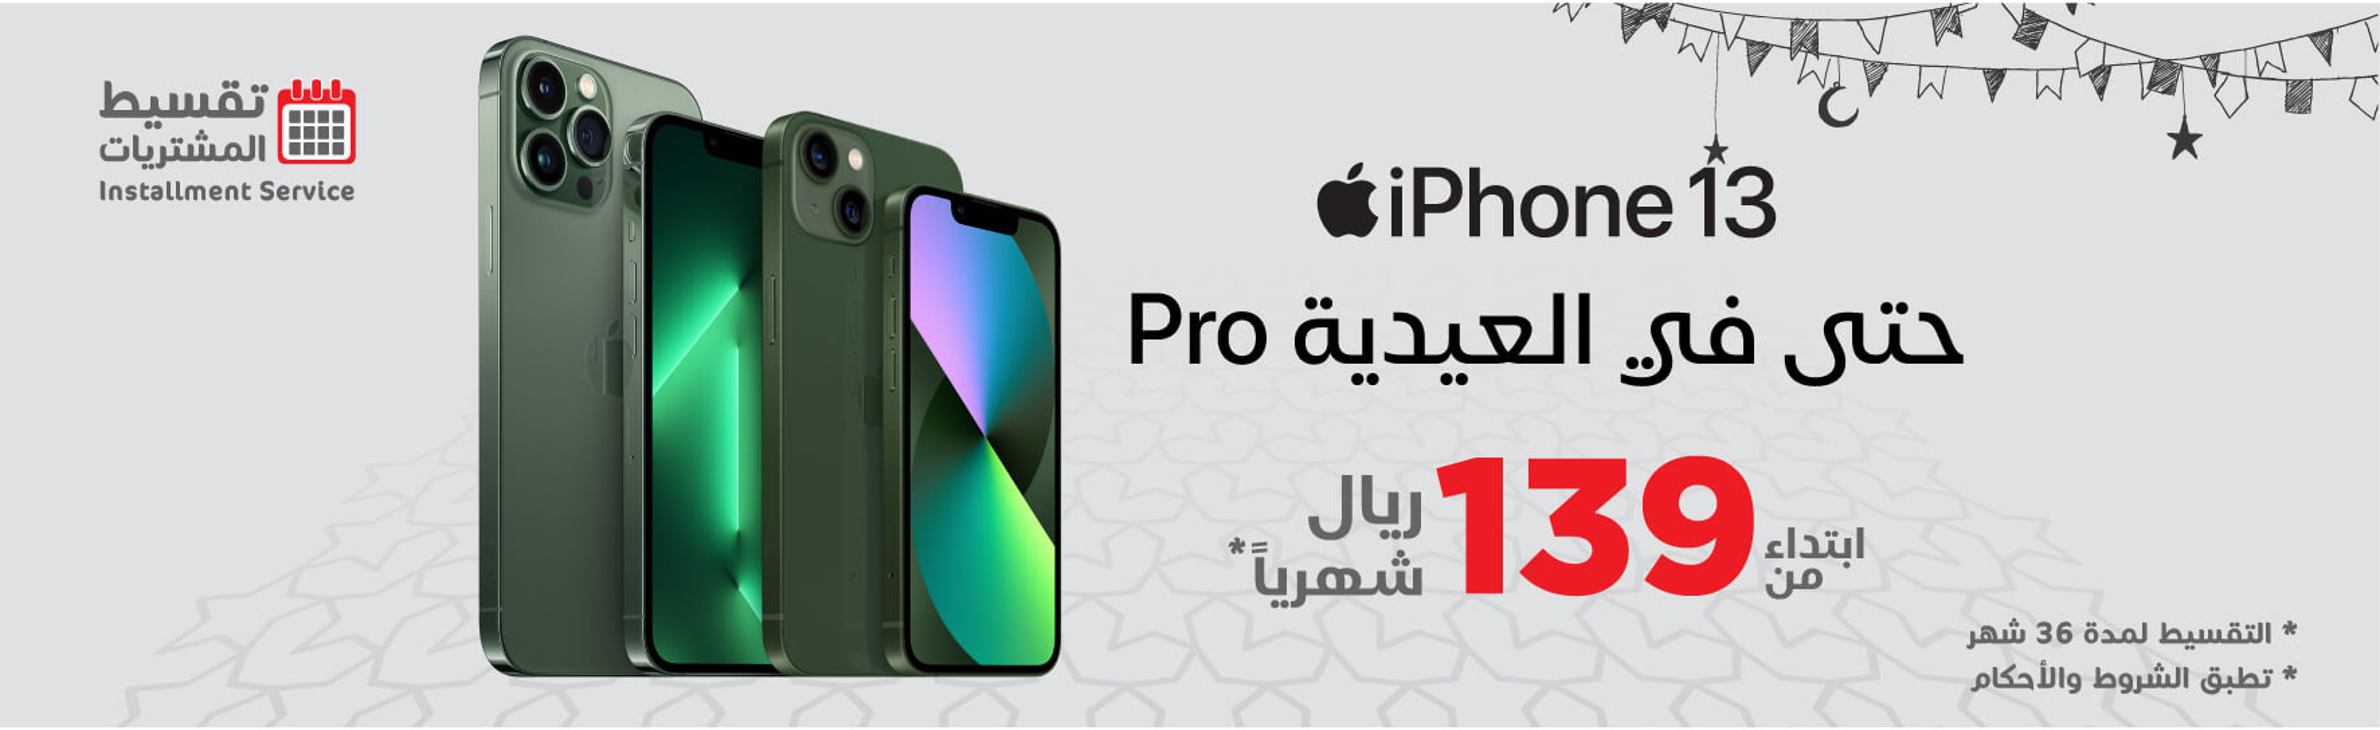 تقسيط
المشتريات
Installment Service
iPhone 13
حتى في العيدية Pro
ابتداء من 139 ريال شهرياً*
* التقسيط لمدة 36 شهر
* تطبق الشروط والأحكام